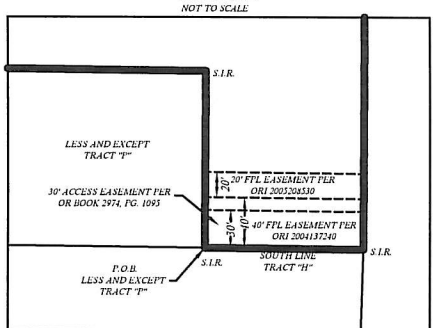 NOT TO SCALE
S.I.R.
LESS AND EXCEPT
TRACT "P"
20'
20' FPL EASEMENT PER
ORI 2005208530
30' ACCESS EASEMENT PER
OR BOOK 2974, PG. 1095
30'
40'
40' FPL EASEMENT PER
ORI 2004137240
S.I.R.
SOUTH LINE
TRACT "H"
S.I.R.
P.O.B.
LESS AND EXCEPT
TRACT "P"